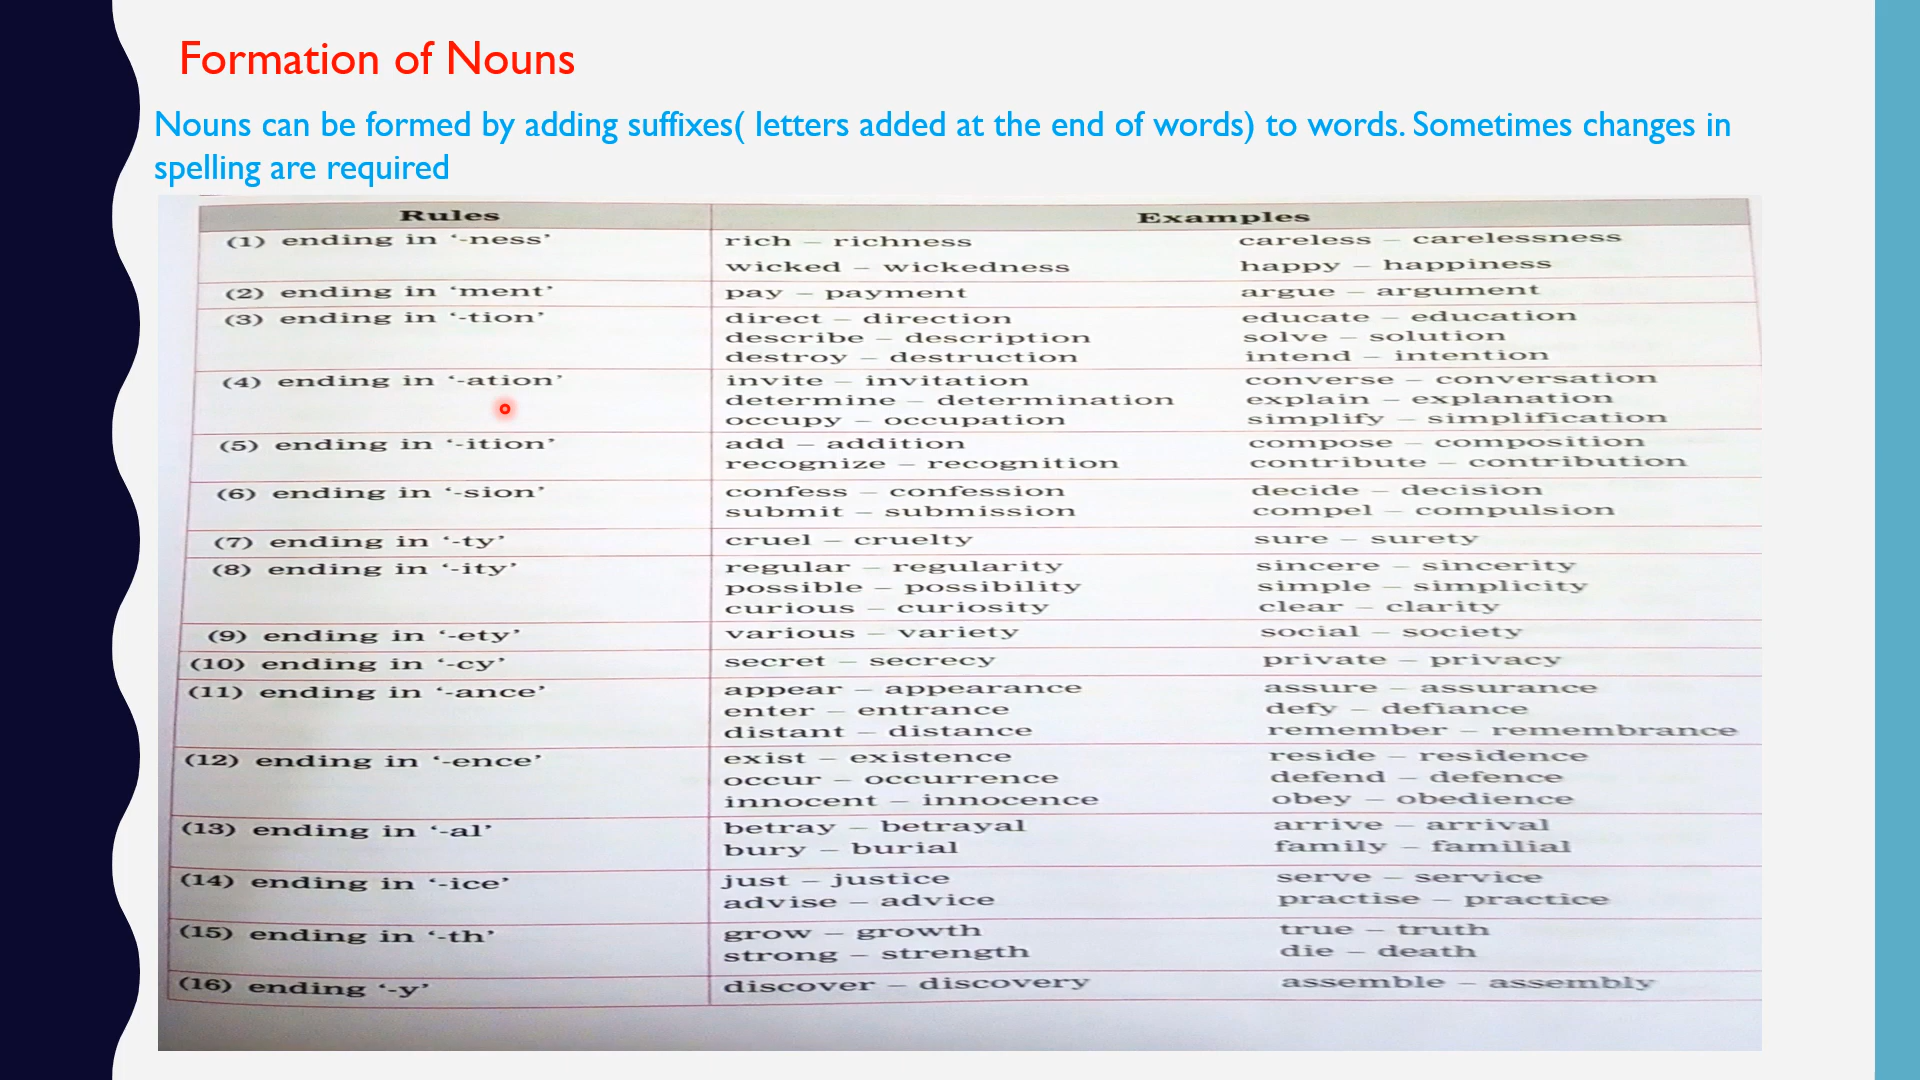 Formation of Nouns
Nouns can be formed by adding suffixes( letters added at the end of words) to words. Sometimes changes in
spelling are required
Rules Examples
(1) ending in ‘-ness’ rich – richness careless – carelessness
wicked – wickedness happy – happiness
(2) ending in ‘ment’ pay – payment argue – argument
(3) ending in ‘-tion’ direct – direction educate – education
describe – description solve – solution
destroy – destruction intend – intention
(4) ending in ‘-ation’ invite – invitation converse – conversation
determine – determination explain – explanation
occupy – occupation simplify – simplification
(5) ending in ‘-ition’ add – addition compose – composition
recognize – recognition contribute – contribution
(6) ending in ‘-sion’ confess – confession decide – decision
submit – submission compel – compulsion
(7) ending in ‘-ty’ cruel – cruelty sure – surety
(8) ending in ‘-ity’ regular – regularity sincere – sincerity
possible – possibility simple – simplicity
curious – curiosity clear – clarity
(9) ending in ‘-ety’ various – variety social – society
(10) ending in ‘-cy’ secret – secrecy private – privacy
(11) ending in ‘-ance’ appear – appearance assure – assurance
enter – entrance defy – defiance
distant – distance remember – remembrance
(12) ending in ‘-ence’ exist – existence reside – residence
occur – occurrence defend – defence
innocent – innocence obey – obedience
(13) ending in ‘-al’ betray – betrayal arrive – arrival
bury – burial family – familial
(14) ending in ‘-ice’ just – justice serve – service
advise – advice practise – practice
(15) ending in ‘-th’ grow – growth true – truth
strong – strength die – death
(16) ending ‘-y’ discover – discovery assemble – assembly